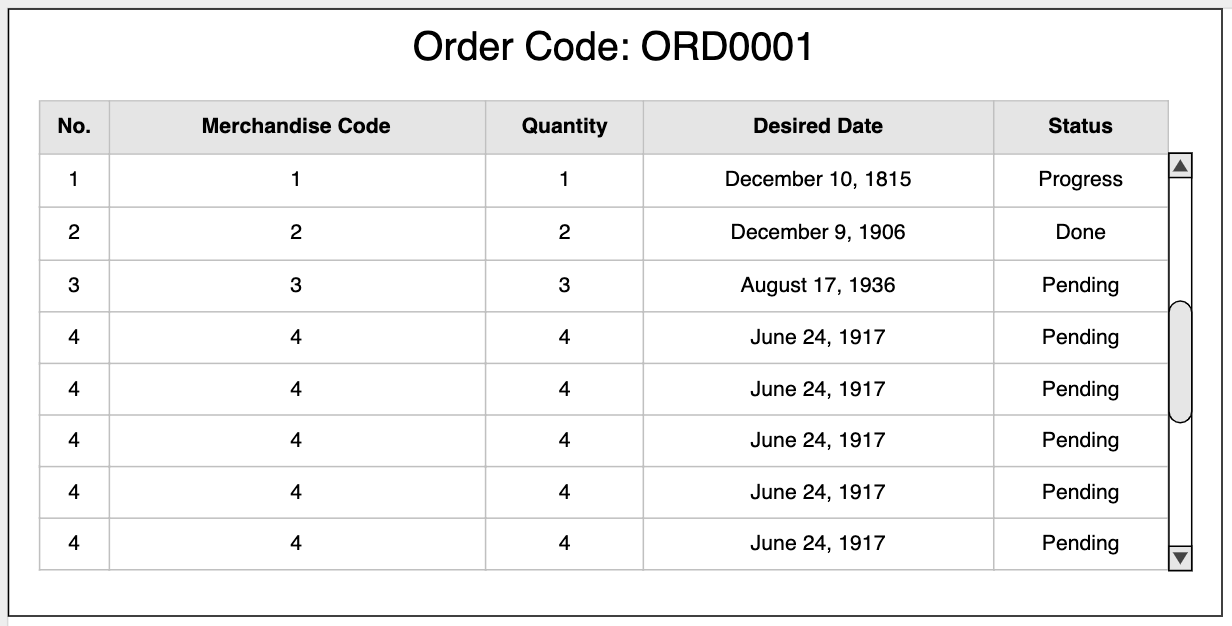 Order Code: ORD0001
No. Merchandise Code Quantity Desired Date Status
1 1 1 December 10, 1815 Progress
2 2 2 December 9, 1906 Done
3 3 3 August 17, 1936 Pending
4 4 4 June 24, 1917 Pending
4 4 4 June 24, 1917 Pending
4 4 4 June 24, 1917 Pending
4 4 4 June 24, 1917 Pending
4 4 4 June 24, 1917 Pending